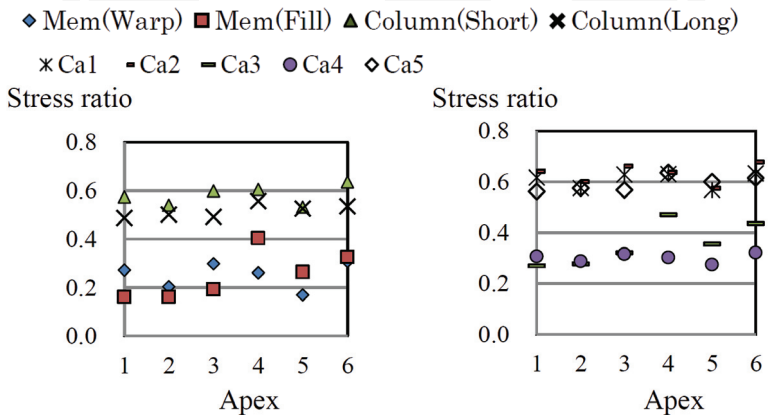 Mem(Warp) Mem(Fill) Column(Short) Column(Long)
Ca1 Ca2 Ca3 Ca4 Ca5
Stress ratio
0.8
0.6
0.4
0.2
0.0
1 2 3 4 5 6
Apex
Stress ratio
0.8
0.6
0.4
0.2
0.0
1 2 3 4 5 6
Apex